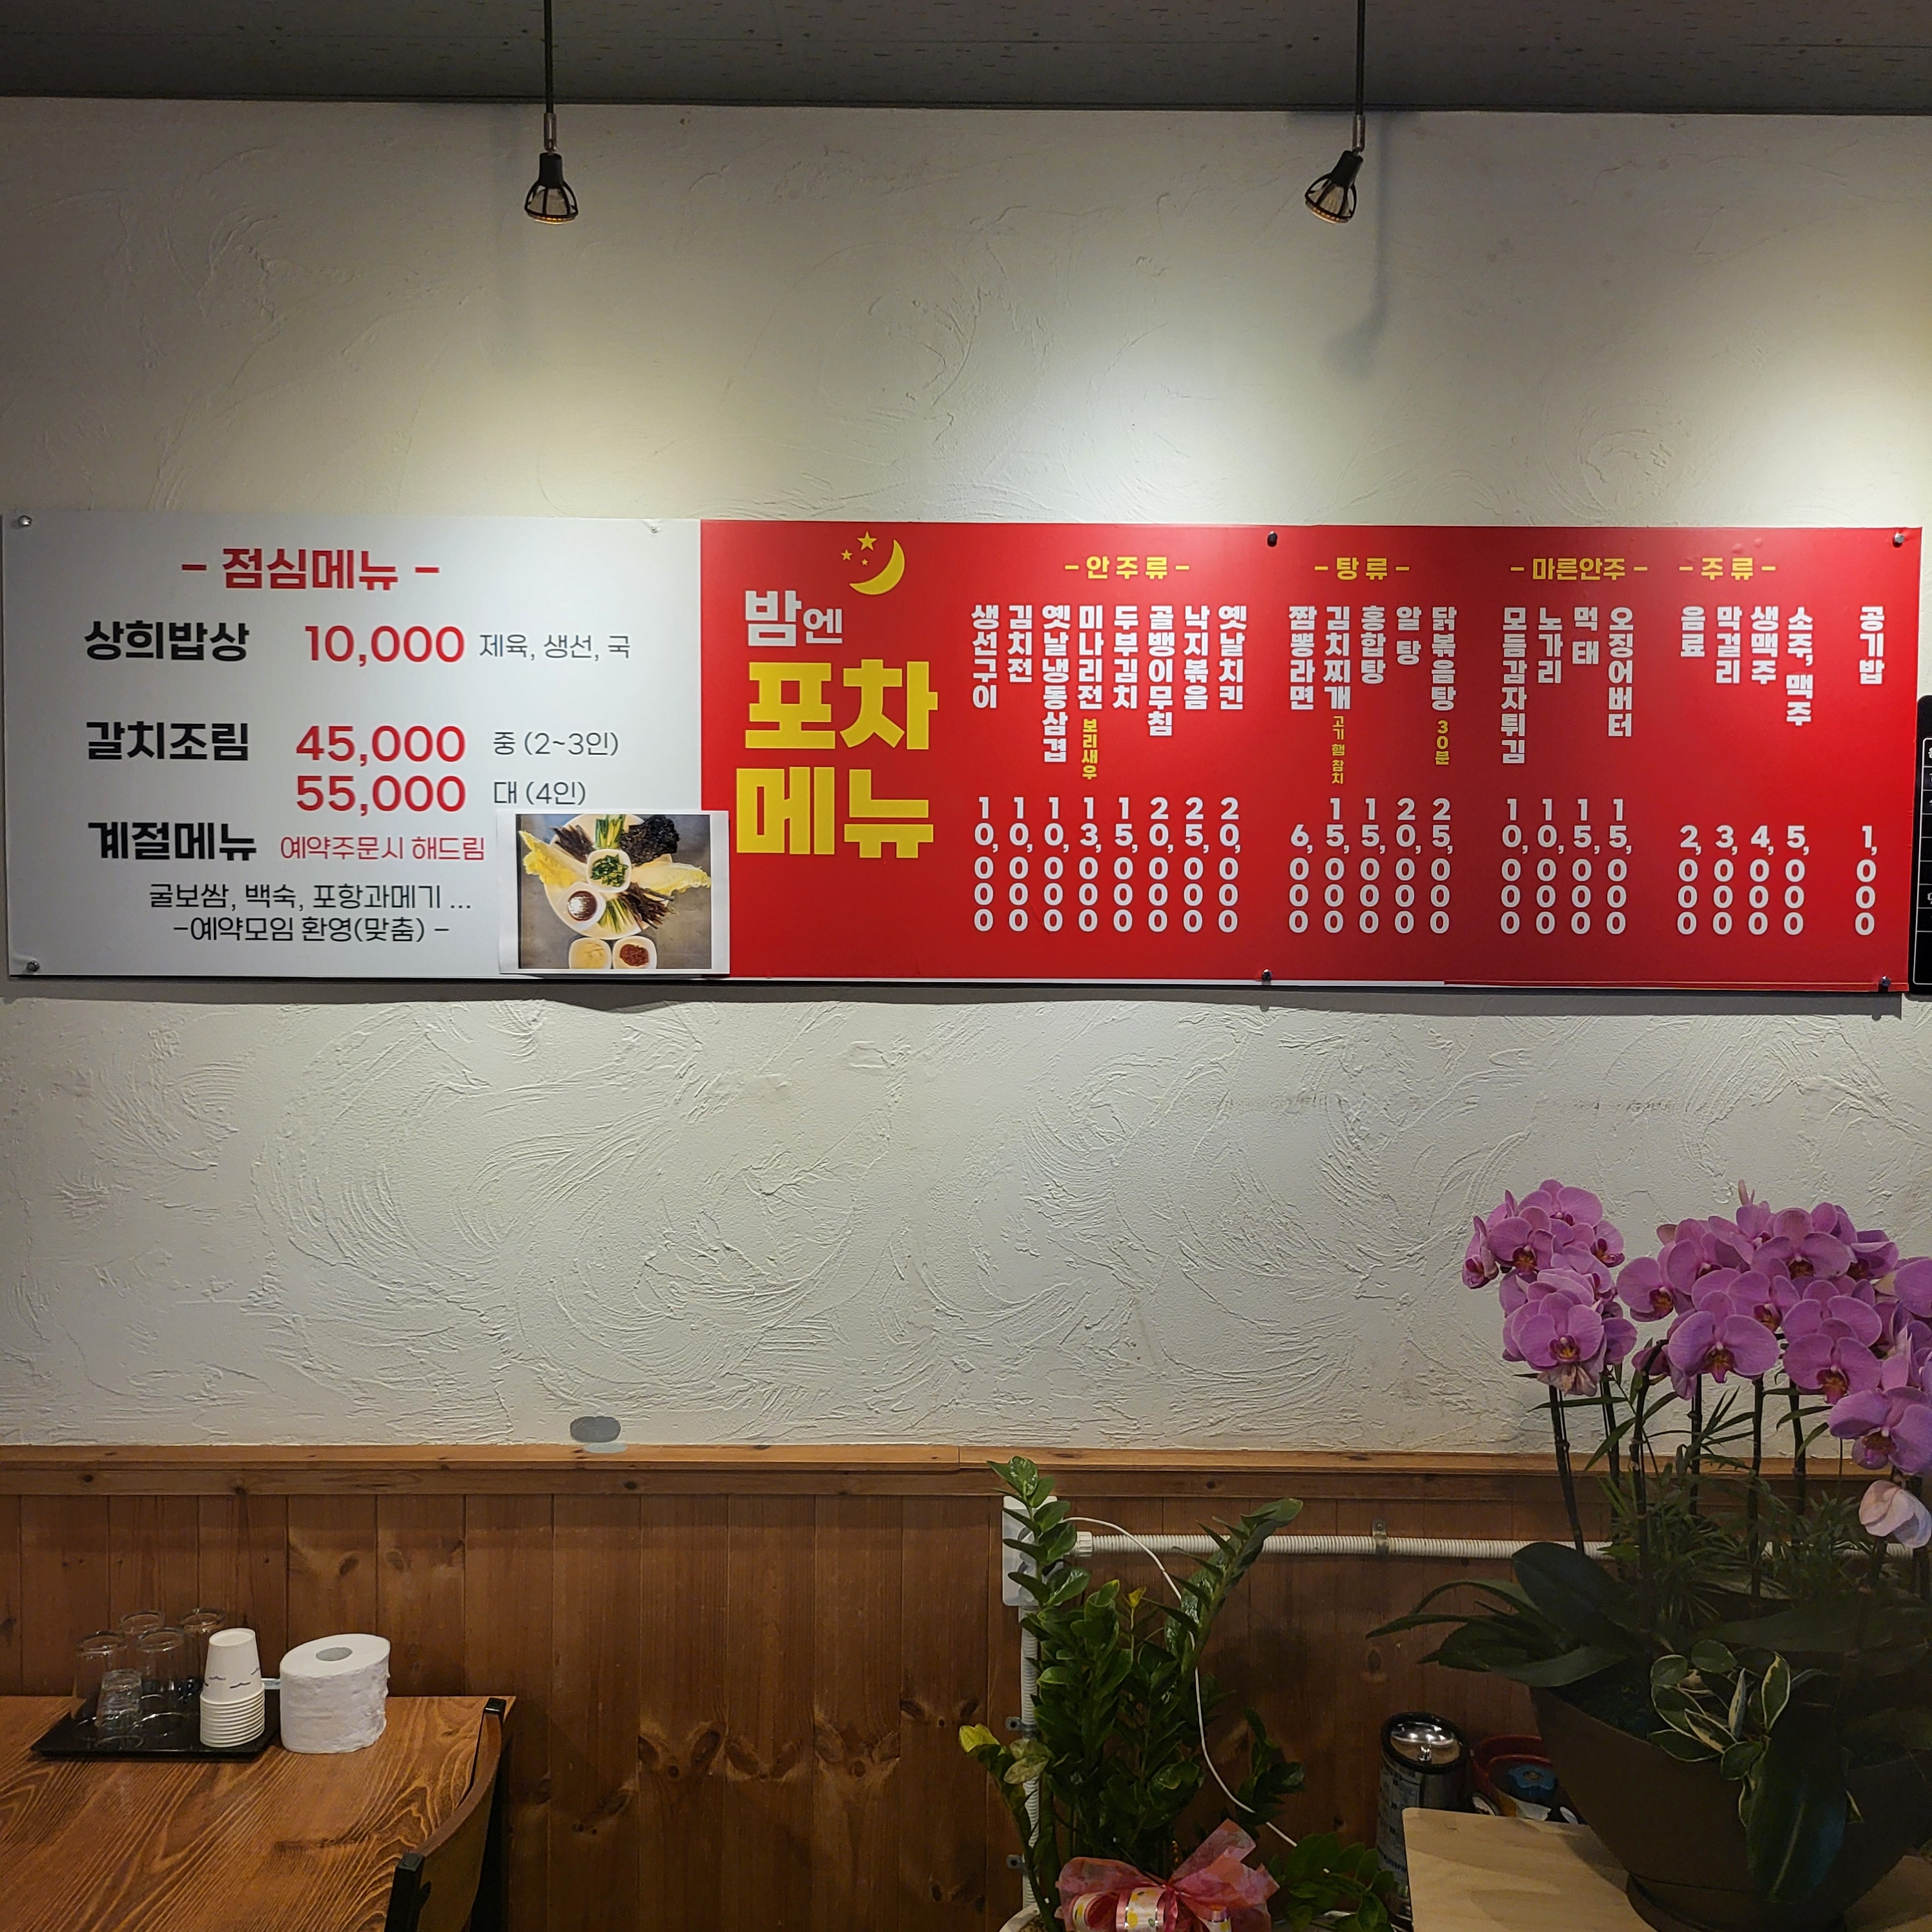 - 점심메뉴 -
상희밥상 10,000 제육, 생선, 국
갈치조림 45,000 중 (2~3인)
55,000 대 (4인)
계절메뉴 예약주문시 해드림
굴보쌈, 백숙, 포항과메기 ...
-예약모임 환영(맞춤) -
밤엔
포차
메뉴
- 안 주 류 -
생선구이 10,000
김치전 10,000
옛날냉동삼겹 10,000
미나리전 보리새우 13,000
두부김치 15,000
골뱅이무침 20,000
낙지볶음 25,000
옛날치킨 20,000
- 탕 류 -
짬뽕라면 6,000
김치찌개 고기 햄 참치 15,000
홍합탕 15,000
알탕 20,000
닭볶음탕 30분 25,000
- 마른안주 -
모듬감자튀김 10,000
노가리 10,000
먹태 15,000
오징어버터 15,000
- 주 류 -
음료 2,000
막걸리 3,000
생맥주 4,000
소주, 맥주 5,000
공기밥 1,000